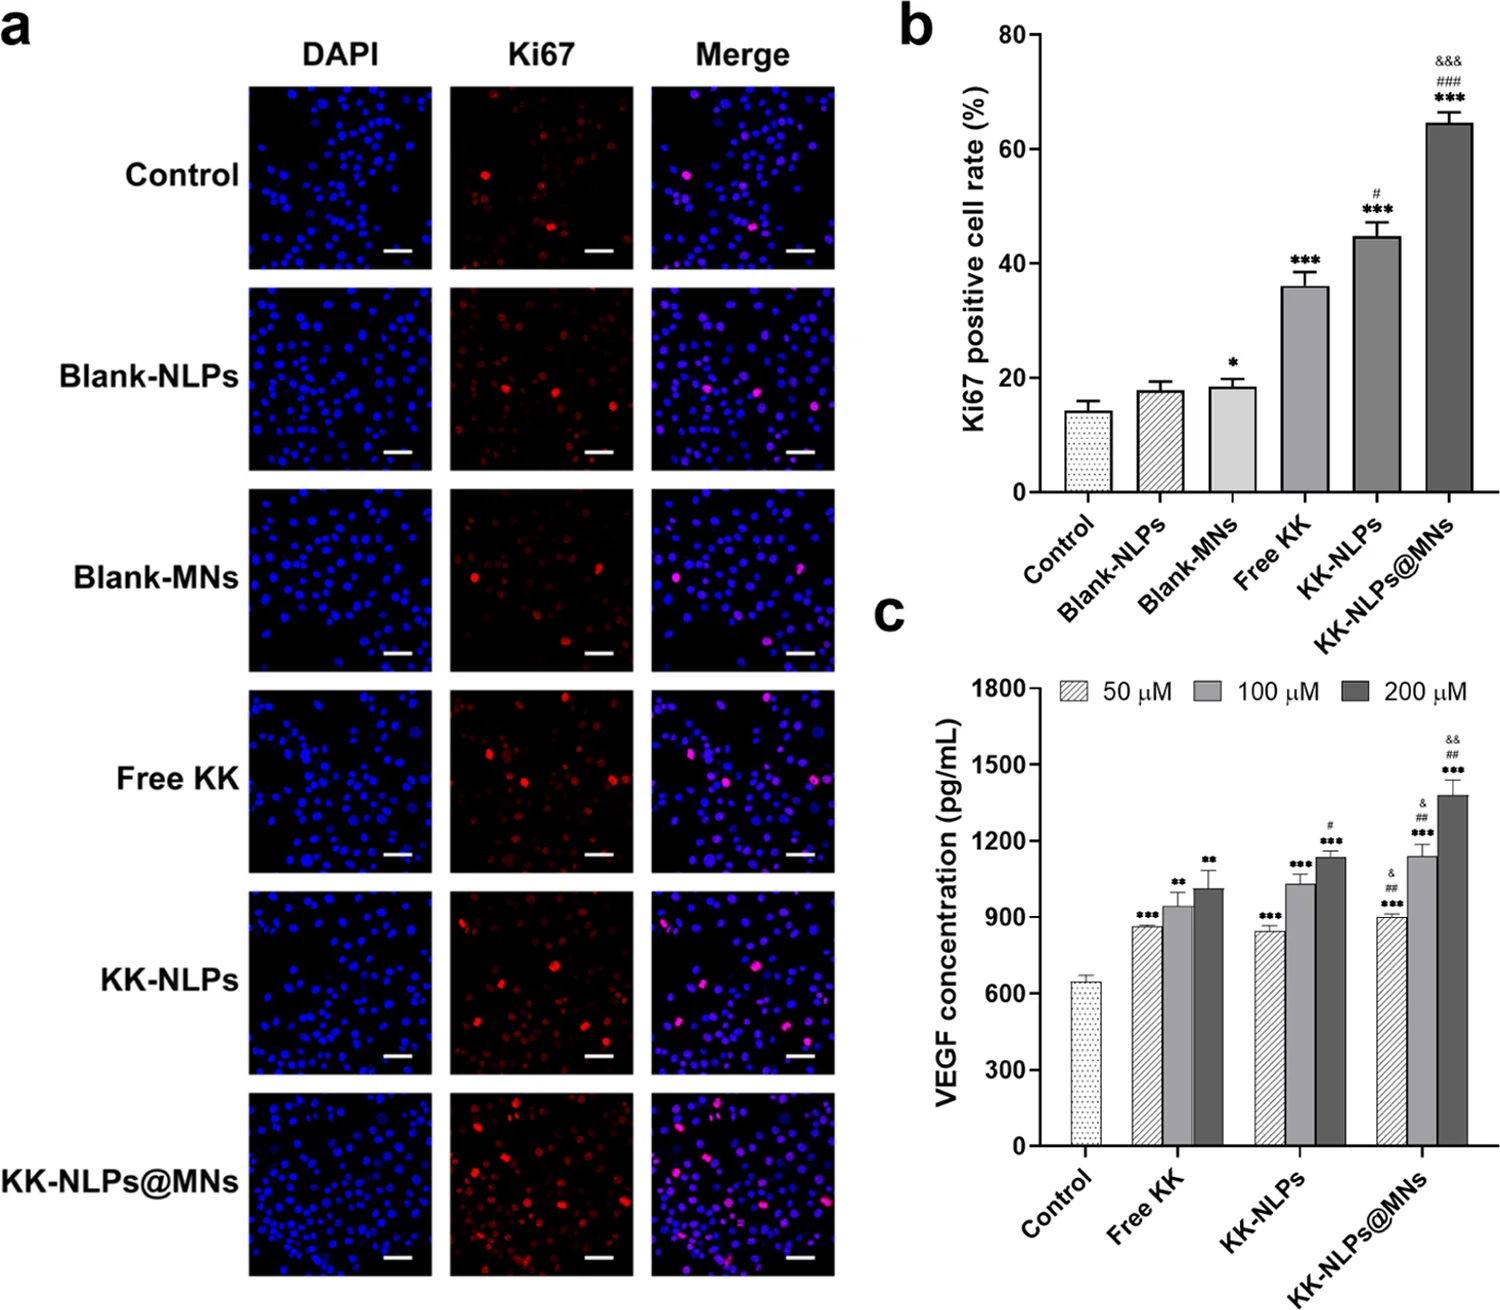 a
DAPI
Ki67
Merge
Control
Blank-NLPs
Blank-MNs
Free KK
KK-NLPs
KK-NLPs@MNs
b
Ki67 positive cell rate (%)
80
60
40
20
0
*
***
#
***
&&&
###
***
Control
Blank-NLPs
Blank-MNs
Free KK
KK-NLPs
KK-NLPs@MNs
c
VEGF concentration (pg/mL)
50 μM
100 μM
200 μM
1800
1500
1200
900
600
300
0
***
**
**
***
***
#
***
&
##
***
&
##
***
&&
##
***
Control
Free KK
KK-NLPs
KK-NLPs@MNs